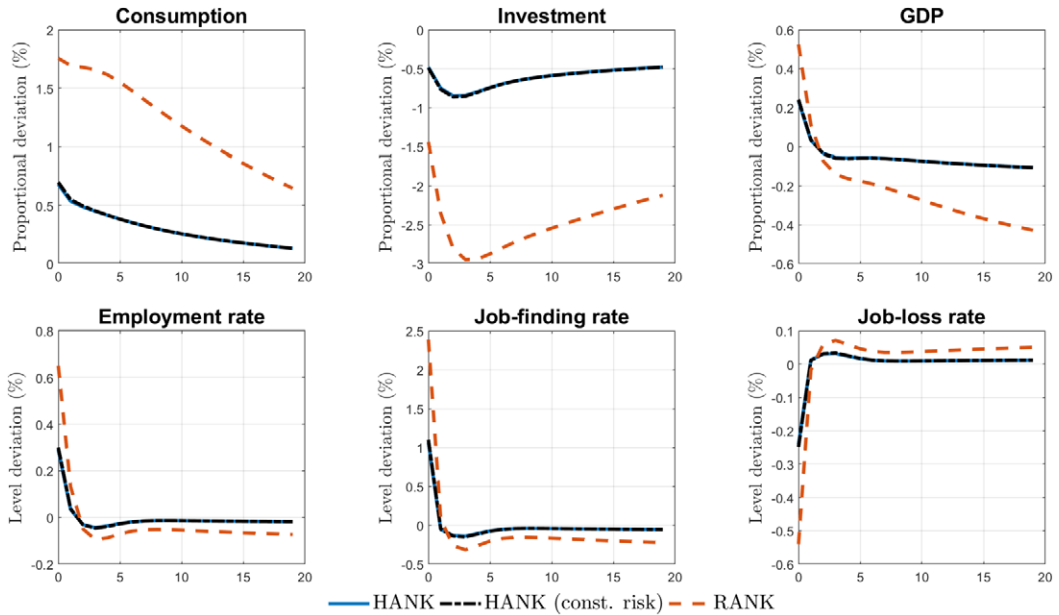 Consumption
Investment
GDP
Proportional deviation (%)
2
1.5
1
0.5
0
0 5 10 15 20
Proportional deviation (%)
0
-0.5
-1
-1.5
-2
-2.5
-3
0 5 10 15 20
Proportional deviation (%)
0.6
0.4
0.2
0
-0.2
-0.4
-0.6
0 5 10 15 20
Employment rate
Job-finding rate
Job-loss rate
Level deviation (%)
0.8
0.6
0.4
0.2
0
-0.2
0 5 10 15 20
Level deviation (%)
2.5
2
1.5
1
0.5
0
-0.5
0 5 10 15 20
Level deviation (%)
0.1
0
-0.1
-0.2
-0.3
-0.4
-0.5
-0.6
0 5 10 15 20
HANK HANK (const. risk) RANK